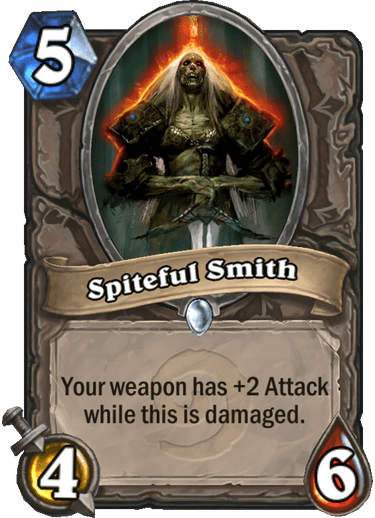 5
Spiteful Smith
Your weapon has +2 Attack
while this is damaged.
4
6